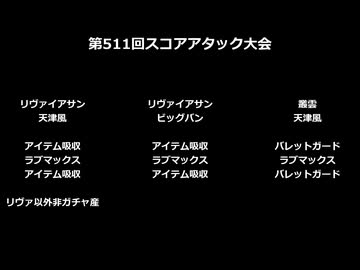 第511回スコアアタック大会
リヴァイアサン
天津風
アイテム吸収
ラブマックス
アイテム吸収
リヴァ以外非ガチャ産
リヴァイアサン
ビッグバン
アイテム吸収
ラブマックス
アイテム吸収
叢雲
天津風
バレットガード
ラブマックス
バレットガード